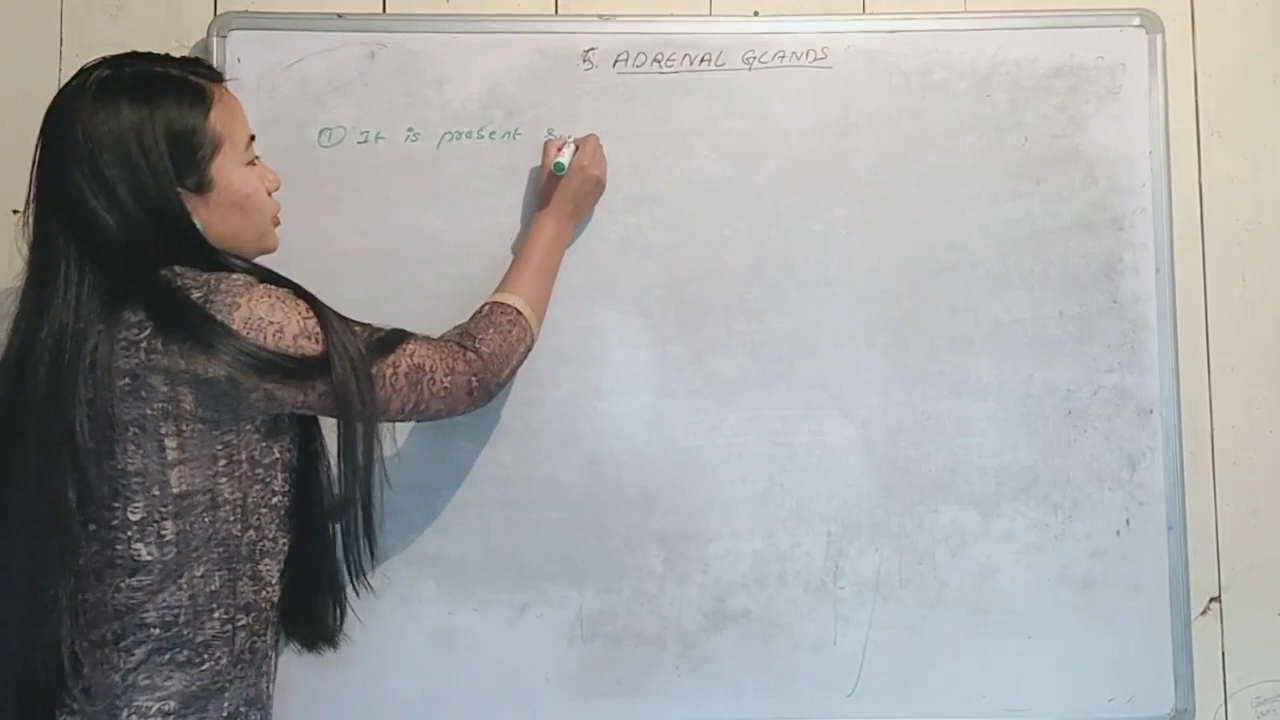 5. ADRENAL GLANDS
① It is present